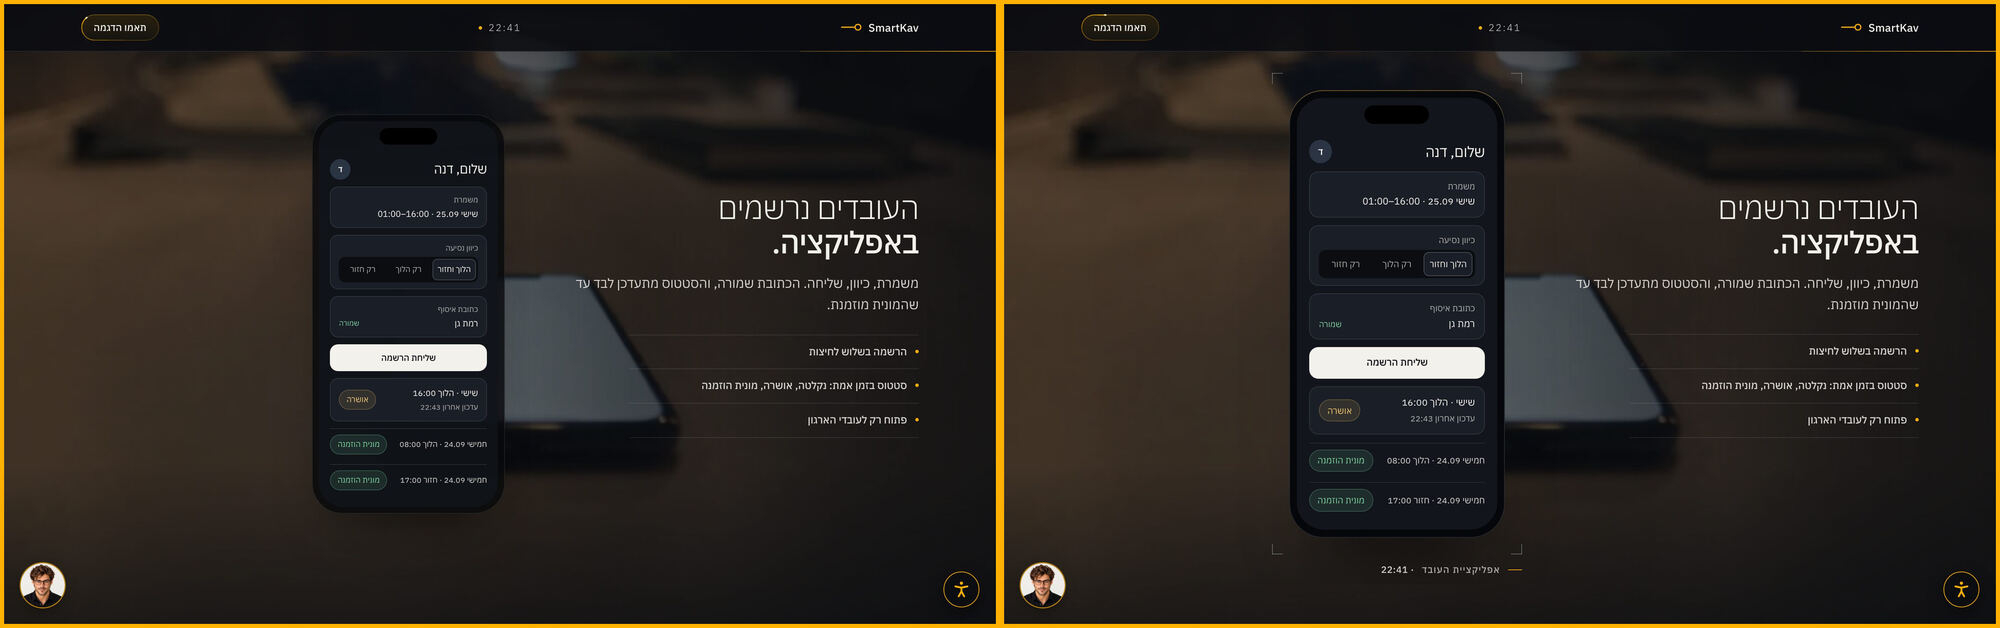 SmartKav
22:41
תאמו הדגמה
העובדים נרשמים
באפליקציה.
משמרת, כיוון, שליחה. הכתובת שמורה, והסטטוס מתעדכן לבד עד
שהמונית מוזמנת.
הרשמה בשלוש לחיצות
סטטוס בזמן אמת: נקלטה, אושרה, מונית הוזמנה
פתוח רק לעובדי הארגון
שלום, דנה
ד
משמרת
שישי 25.09 · 16:00–01:00
כיוון נסיעה
הלוך וחזור רק הלוך רק חזור
כתובת איסוף
רמת גן שמורה
שליחת הרשמה
שישי · הלוך 16:00
אושרה
עדכון אחרון 22:43
חמישי 24.09 · הלוך 08:00 מונית הוזמנה
חמישי 24.09 · חזור 17:00 מונית הוזמנה
SmartKav
22:41
תאמו הדגמה
העובדים נרשמים
באפליקציה.
משמרת, כיוון, שליחה. הכתובת שמורה, והסטטוס מתעדכן לבד עד
שהמונית מוזמנת.
הרשמה בשלוש לחיצות
סטטוס בזמן אמת: נקלטה, אושרה, מונית הוזמנה
פתוח רק לעובדי הארגון
שלום, דנה
ד
משמרת
שישי 25.09 · 16:00–01:00
כיוון נסיעה
הלוך וחזור רק הלוך רק חזור
כתובת איסוף
רמת גן שמורה
שליחת הרשמה
שישי · הלוך 16:00
אושרה
עדכון אחרון 22:43
חמישי 24.09 · הלוך 08:00 מונית הוזמנה
חמישי 24.09 · חזור 17:00 מונית הוזמנה
אפליקציית העובד · 22:41